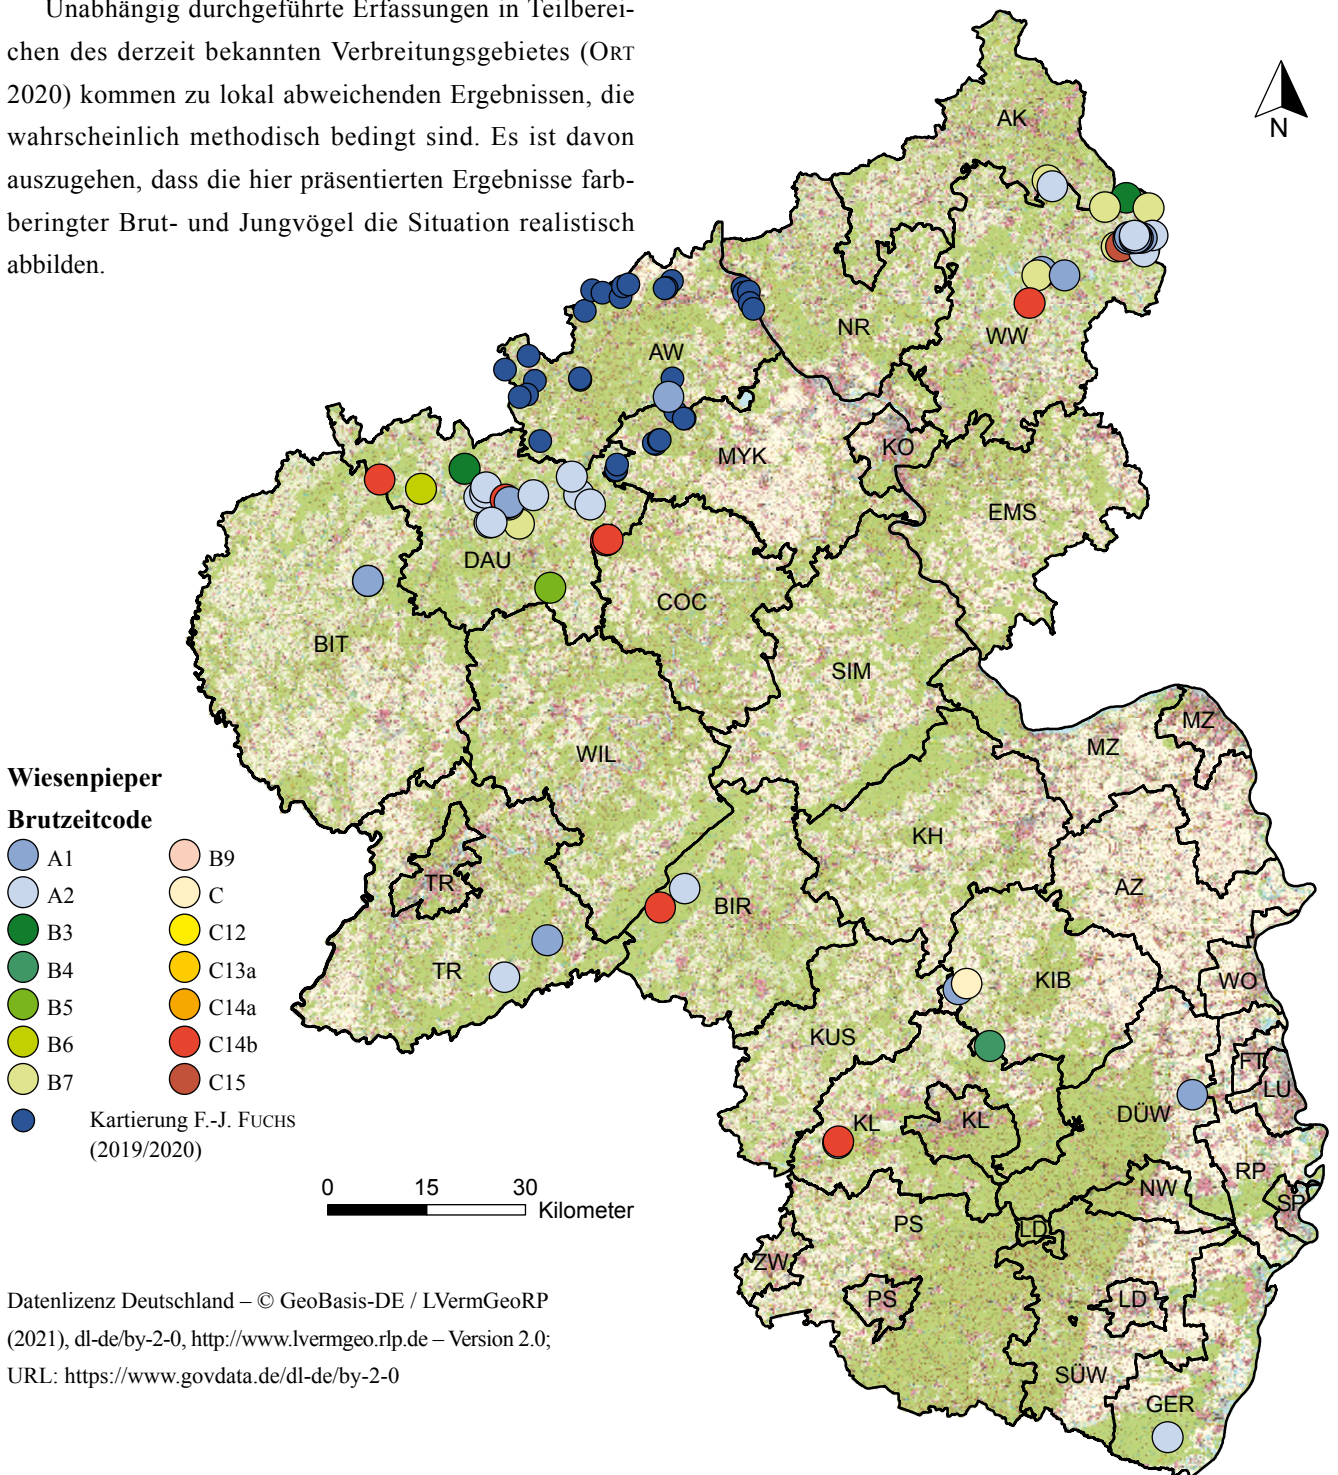 Unabhängig durchgeführte Erfassungen in Teilberei-
chen des derzeit bekannten Verbreitungsgebietes (ORT
2020) kommen zu lokal abweichenden Ergebnissen, die
wahrscheinlich methodisch bedingt sind. Es ist davon
auszugehen, dass die hier präsentierten Ergebnisse farb-
beringter Brut- und Jungvögel die Situation realistisch
abbilden.
N
AK
NR
WW
AW
MYK
KO
EMS
DAU
COC
BIT
SIM
WIL
MZ
MZ
KH
AZ
TR
BIR
TR
KIB
WO
KUS
FT
LU
DÜW
KL
KL
RP
NW
SP
PS
LD
ZW
PS
LD
SÜW
GER
Wiesenpieper
Brutzeitcode
A1
A2
B3
B4
B5
B6
B7
B9
C
C12
C13a
C14a
C14b
C15
Kartierung F.-J. FUCHS
(2019/2020)
0 15 30
Kilometer
Datenlizenz Deutschland – © GeoBasis-DE / LVermGeoRP
(2021), dl-de/by-2-0, http://www.lvermgeo.rlp.de – Version 2.0;
URL: https://www.govdata.de/dl-de/by-2-0